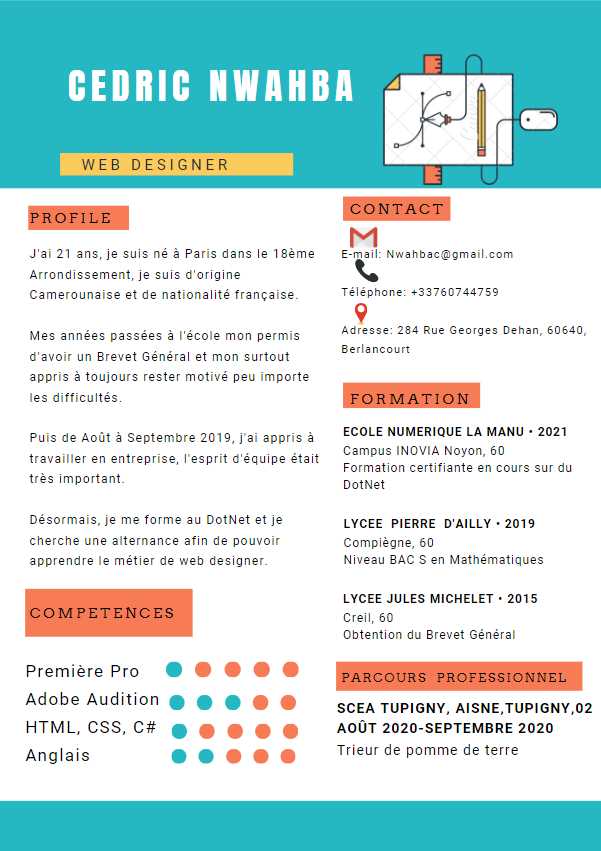 CEDRIC NWAHBA
WEB DESIGNER
PROFILE
J'ai 21 ans, je suis né à Paris dans le 18ème
Arrondissement, je suis d'origine
Camerounaise et de nationalité française.
Mes années passées à l'école mon permis
d'avoir un Brevet Général et mon surtout
appris à toujours rester motivé peu importe
les difficultés.
Puis de Août à Septembre 2019, j'ai appris à
travailler en entreprise, l'esprit d'équipe était
très important.
Désormais, je me forme au DotNet et je
cherche une alternance afin de pouvoir
apprendre le métier de web designer.
COMPETENCES
Première Pro
Adobe Audition
HTML, CSS, C#
Anglais
CONTACT
E-mail: Nwahbac@gmail.com
Téléphone: +33760744759
Adresse: 284 Rue Georges Dehan, 60640,
Berlancourt
FORMATION
ECOLE NUMERIQUE LA MANU • 2021
Campus INOVIA Noyon, 60
Formation certifiante en cours sur du
DotNet
LYCEE PIERRE D'AILLY • 2019
Compiègne, 60
Niveau BAC S en Mathématiques
LYCEE JULES MICHELET • 2015
Creil, 60
Obtention du Brevet Général
PARCOURS PROFESSIONNEL
SCEA TUPIGNY, AISNE,TUPIGNY,02
AOÛT 2020-SEPTEMBRE 2020
Trieur de pomme de terre